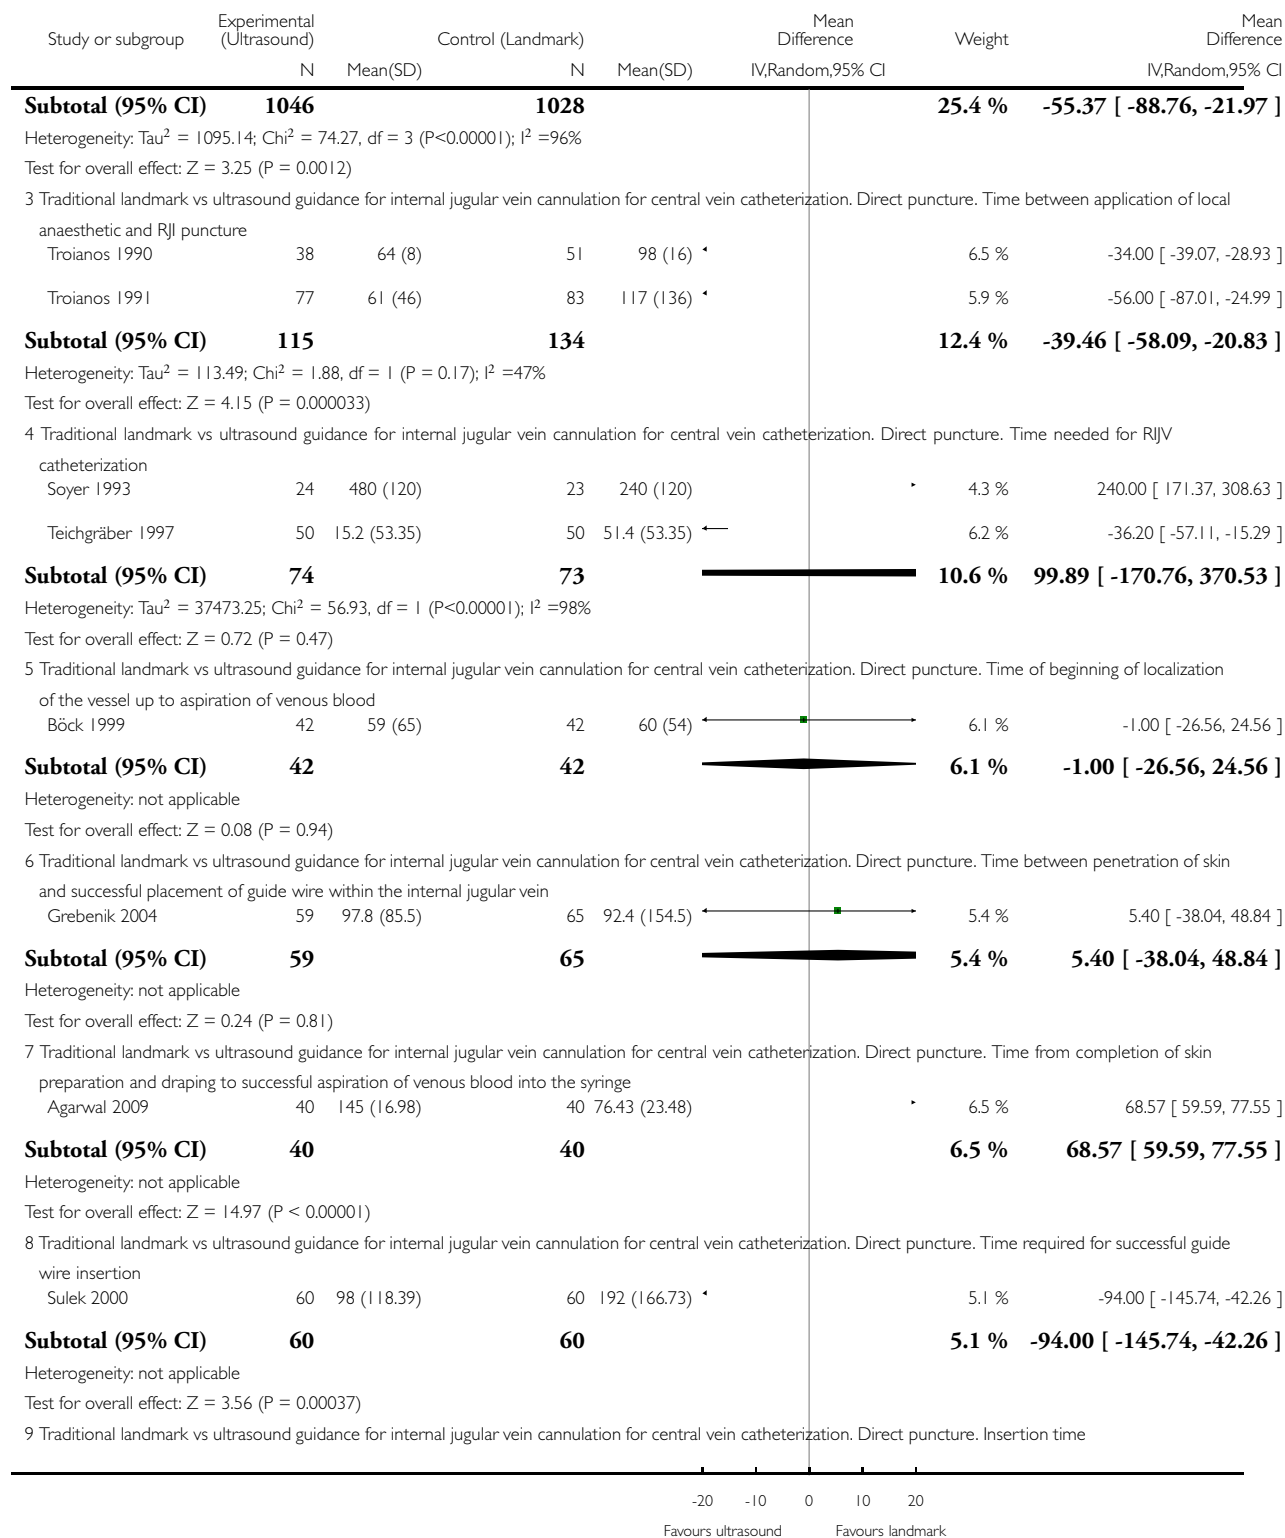 Study or subgroup Experimental (Ultrasound) Control (Landmark) Mean Difference Weight Mean Difference
N Mean(SD) N Mean(SD) IV,Random,95% CI IV,Random,95% CI
Subtotal (95% CI) 1046 1028 25.4 % -55.37 [ -88.76, -21.97 ]
Heterogeneity: Tau² = 1095.14; Chi² = 74.27, df = 3 (P<0.00001); I² =96%
Test for overall effect: Z = 3.25 (P = 0.0012)
3 Traditional landmark vs ultrasound guidance for internal jugular vein cannulation for central vein catheterization. Direct puncture. Time between application of local
anaesthetic and RJI puncture
Troianos 1990 38 64 (8) 51 98 (16) 6.5 % -34.00 [ -39.07, -28.93 ]
Troianos 1991 77 61 (46) 83 117 (136) 5.9 % -56.00 [ -87.01, -24.99 ]
Subtotal (95% CI) 115 134 12.4 % -39.46 [ -58.09, -20.83 ]
Heterogeneity: Tau² = 113.49; Chi² = 1.88, df = 1 (P = 0.17); I² =47%
Test for overall effect: Z = 4.15 (P = 0.000033)
4 Traditional landmark vs ultrasound guidance for internal jugular vein cannulation for central vein catheterization. Direct puncture. Time needed for RIJV
catheterization
Soyer 1993 24 480 (120) 23 240 (120) 4.3 % 240.00 [ 171.37, 308.63 ]
Teichgräber 1997 50 15.2 (53.35) 50 51.4 (53.35) 6.2 % -36.20 [ -57.11, -15.29 ]
Subtotal (95% CI) 74 73 10.6 % 99.89 [ -170.76, 370.53 ]
Heterogeneity: Tau² = 37473.25; Chi² = 56.93, df = 1 (P<0.00001); I² =98%
Test for overall effect: Z = 0.72 (P = 0.47)
5 Traditional landmark vs ultrasound guidance for internal jugular vein cannulation for central vein catheterization. Direct puncture. Time of beginning of localization
of the vessel up to aspiration of venous blood
Böck 1999 42 59 (65) 42 60 (54) 6.1 % -1.00 [ -26.56, 24.56 ]
Subtotal (95% CI) 42 42 6.1 % -1.00 [ -26.56, 24.56 ]
Heterogeneity: not applicable
Test for overall effect: Z = 0.08 (P = 0.94)
6 Traditional landmark vs ultrasound guidance for internal jugular vein cannulation for central vein catheterization. Direct puncture. Time between penetration of skin
and successful placement of guide wire within the internal jugular vein
Grebenik 2004 59 97.8 (85.5) 65 92.4 (154.5) 5.4 % 5.40 [ -38.04, 48.84 ]
Subtotal (95% CI) 59 65 5.4 % 5.40 [ -38.04, 48.84 ]
Heterogeneity: not applicable
Test for overall effect: Z = 0.24 (P = 0.81)
7 Traditional landmark vs ultrasound guidance for internal jugular vein cannulation for central vein catheterization. Direct puncture. Time from completion of skin
preparation and draping to successful aspiration of venous blood into the syringe
Agarwal 2009 40 145 (16.98) 40 76.43 (23.48) 6.5 % 68.57 [ 59.59, 77.55 ]
Subtotal (95% CI) 40 40 6.5 % 68.57 [ 59.59, 77.55 ]
Heterogeneity: not applicable
Test for overall effect: Z = 14.97 (P < 0.00001)
8 Traditional landmark vs ultrasound guidance for internal jugular vein cannulation for central vein catheterization. Direct puncture. Time required for successful guide
wire insertion
Sulek 2000 60 98 (118.39) 60 192 (166.73) 5.1 % -94.00 [ -145.74, -42.26 ]
Subtotal (95% CI) 60 60 5.1 % -94.00 [ -145.74, -42.26 ]
Heterogeneity: not applicable
Test for overall effect: Z = 3.56 (P = 0.00037)
9 Traditional landmark vs ultrasound guidance for internal jugular vein cannulation for central vein catheterization. Direct puncture. Insertion time
-20 -10 0 10 20
Favours ultrasound Favours landmark